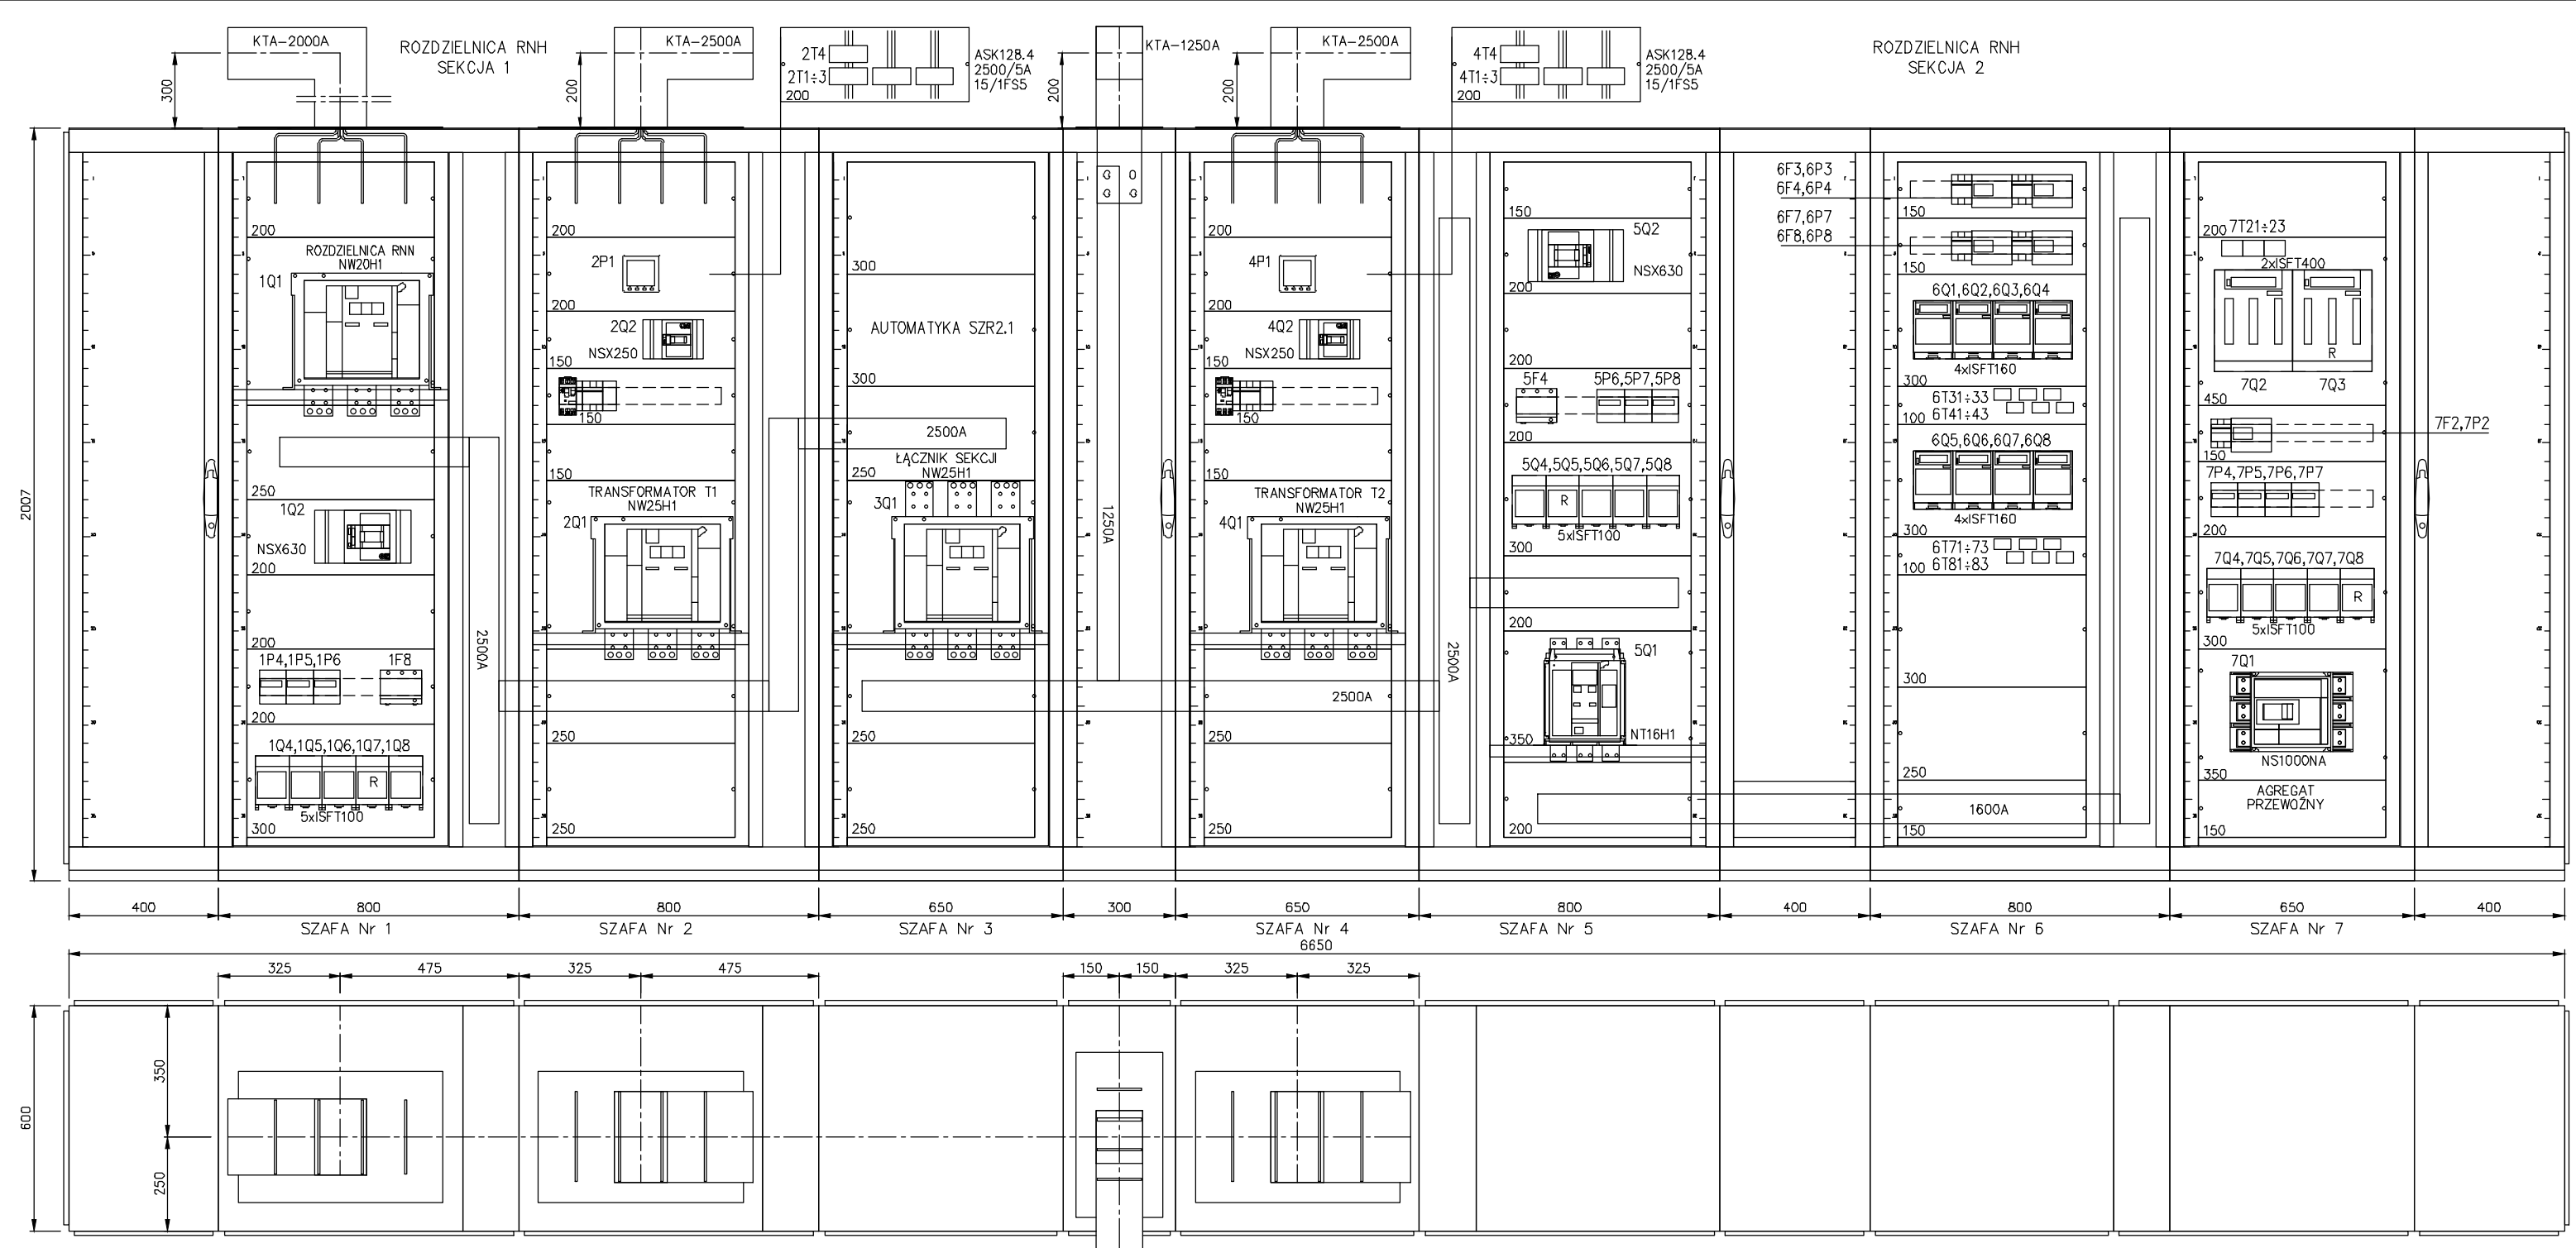 KTA-2000A
ROZDZIELNICA RNH
SEKCJA 1
KTA-2500A
2T4
2T1÷3
200
ASK128.4
2500/5A
15/1FS5
KTA-1250A
KTA-2500A
4T4
4T1÷3
200
ASK128.4
2500/5A
15/1FS5
ROZDZIELNICA RNH
SEKCJA 2
300
200
200
200
2007
200
ROZDZIELNICA RNN
NW20H1
1Q1
250
1Q2
NSX630
200
200
1P4,1P5,1P6
1F8
200
1Q4,1Q5,1Q6,1Q7,1Q8
R
5xISFT100
300
2500A
200
2P1
200
2Q2
NSX250
150
150
150
TRANSFORMATOR T1
NW25H1
2Q1
250
250
300
AUTOMATYKA SZR2.1
300
2500A
ŁĄCZNIK SEKCJI
NW25H1
250
3Q1
250
250
1250A
2500A
200
4P1
200
4Q2
NSX250
150
150
150
TRANSFORMATOR T2
NW25H1
4Q1
250
250
2500A
150
5Q2
NSX630
200
200
5F4
5P6,5P7,5P8
200
5Q4,5Q5,5Q6,5Q7,5Q8
R
5xISFT100
300
200
5Q1
NT16H1
350
200
6F3,6P3
6F4,6P4
6F7,6P7
6F8,6P8
150
150
6Q1,6Q2,6Q3,6Q4
4xISFT160
300
6T31÷33
6T41÷43
100
6Q5,6Q6,6Q7,6Q8
4xISFT160
300
6T71÷73
6T81÷83
100
300
250
1600A
150
200
7T21÷23
2xISFT400
R
7Q2
7Q3
450
7F2,7P2
150
7P4,7P5,7P6,7P7
200
7Q4,7Q5,7Q6,7Q7,7Q8
R
5xISFT100
300
7Q1
NS1000NA
350
AGREGAT
PRZEWOŹNY
150
400
800
800
650
300
650
800
400
800
650
400
SZAFA Nr 1
SZAFA Nr 2
SZAFA Nr 3
SZAFA Nr 4
SZAFA Nr 5
SZAFA Nr 6
SZAFA Nr 7
6650
325
475
325
475
150
150
325
325
600
350
250